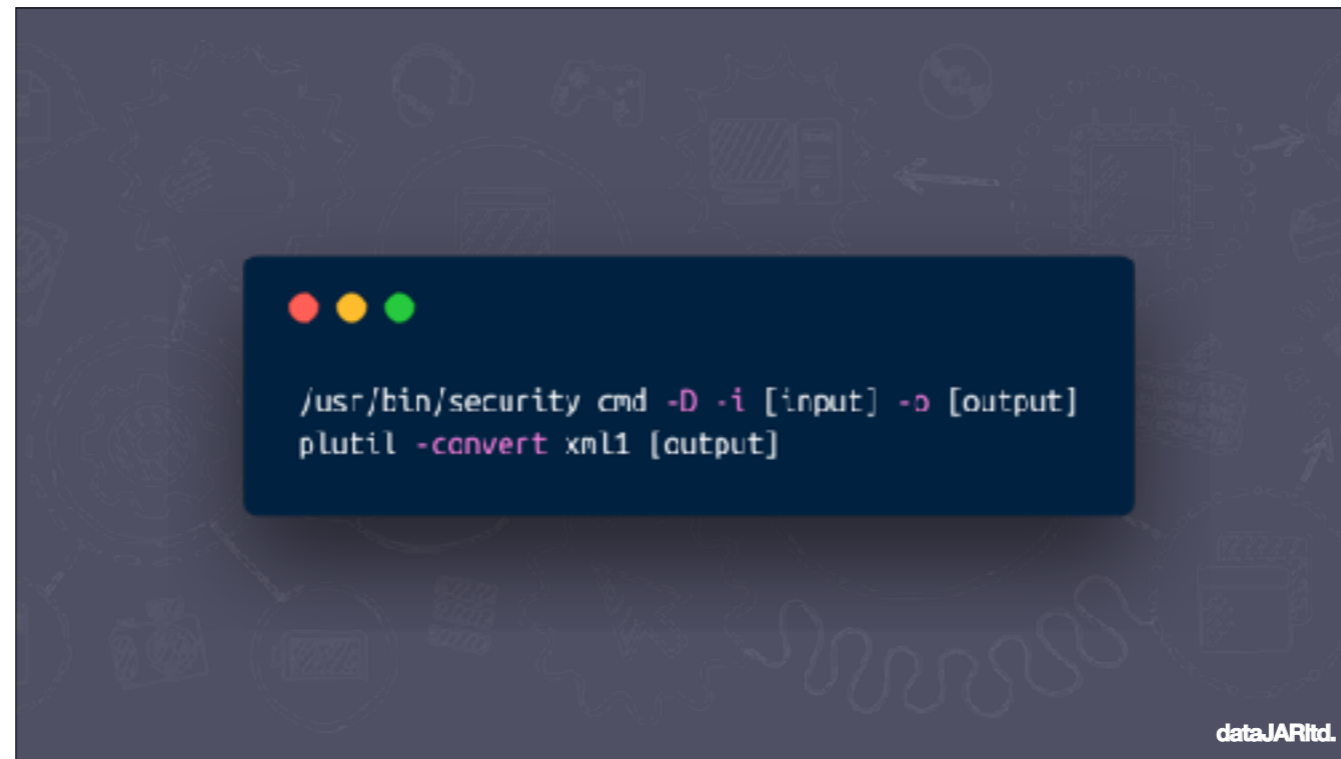 /usr/bin/security cmd -D -i [input] -o [output]
plutil -convert xml1 [output]
dataJARltd.